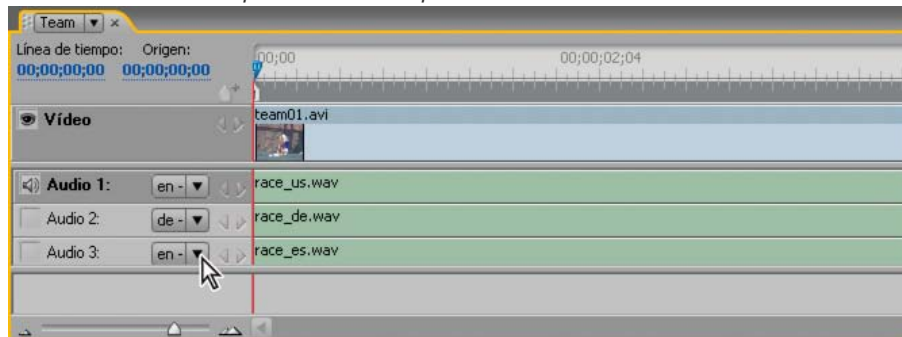 Team
Línea de tiempo: Origen:
00;00;00;00 00;00;00;00
00;00 00;00;02;04
Vídeo
team01.avi
Audio 1: en - race_us.wav
Audio 2: de - race_de.wav
Audio 3: en - race_es.wav